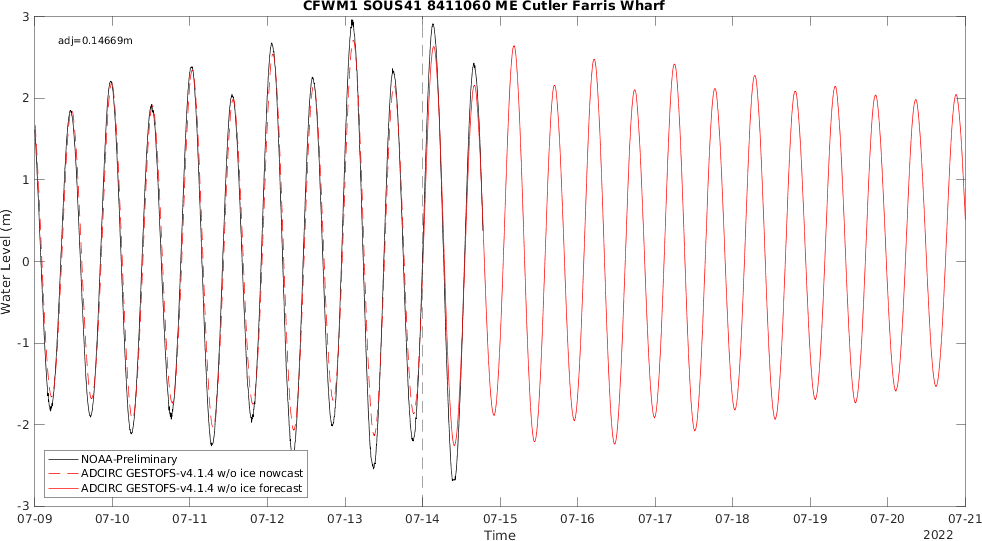 CFWM1 SOUS41 8411060 ME Cutler Farris Wharf
adj=0.14669m
3
2
1
0
-1
-2
-3
Water Level (m)
NOAA-Preliminary
ADCIRC GESTOFS-v4.1.4 w/o ice nowcast
ADCIRC GESTOFS-v4.1.4 w/o ice forecast
07-09 07-10 07-11 07-12 07-13 07-14 07-15 07-16 07-17 07-18 07-19 07-20 07-21
Time
2022